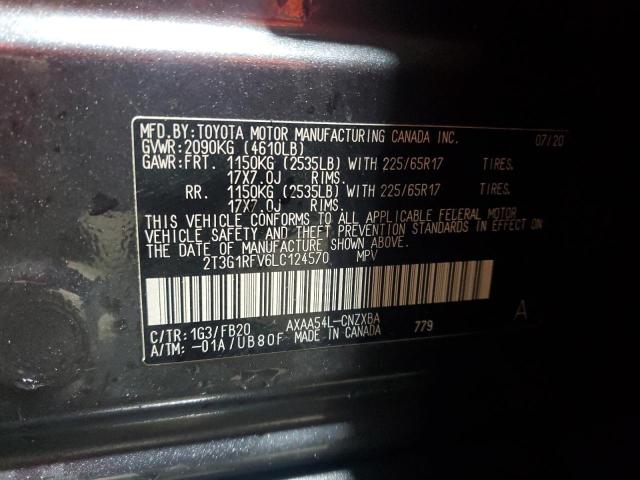 MFD.BY:TOYOTA MOTOR MANUFACTURING CANADA INC. 07/20
GVWR:2090KG (4610LB)
GAWR:FRT. 1150KG (2535LB) WITH 225/65R17 TIRES.
17X7.0J RIMS.
RR. 1150KG (2535LB) WITH 225/65R17 TIRES.
17X7.0J RIMS.
THIS VEHICLE CONFORMS TO ALL APPLICABLE FEDERAL MOTOR
VEHICLE SAFETY AND THEFT PREVENTION STANDARDS IN EFFECT ON
THE DATE OF MANUFACTURE SHOWN ABOVE.
2T3G1RFV6LC124570 MPV
C/TR: 1G3/FB20 AXAA54L-CNZXBA A
A/TM: -01A/UB80F MADE IN CANADA 779